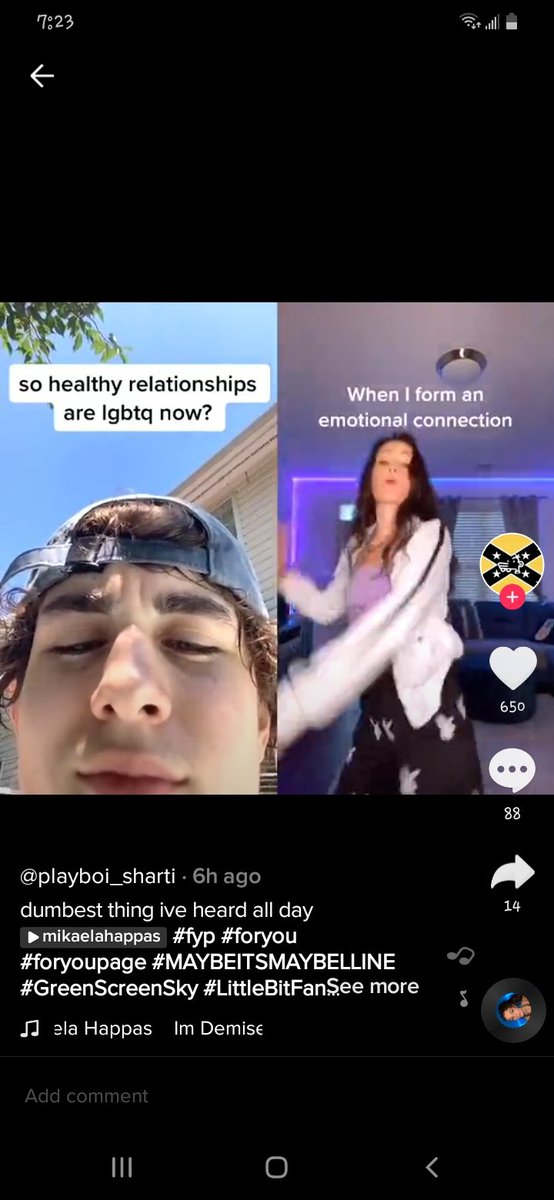 7:23
so healthy relationships
are lgbtq now?
When I form an
emotional connection
650
88
14
@playboi_sharti · 6h ago
dumbest thing ive heard all day
mikaelahappas #fyp #foryou
#foryoupage #MAYBEITSMAYBELLINE
#GreenScreenSky #LittleBitFan...See more
ela Happas Im Demise
Add comment